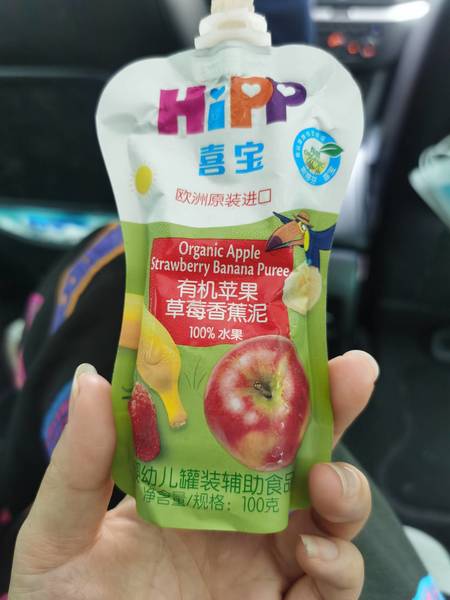 HiPP
喜宝
欧洲原装进口
Organic Apple
Strawberry Banana Puree
有机苹果
草莓香蕉泥
100% 水果
婴幼儿罐装辅助食品
净含量/规格：100克